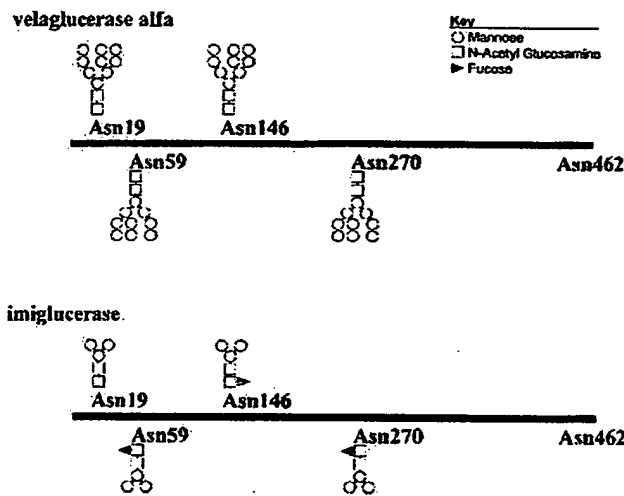 velaglucerase alfa
Key
Mannose
N-Acetyl Glucosamine
Fucose
Asn19
Asn146
Asn59
Asn270
Asn462
imiglucerase
Asn19
Asn146
Asn59
Asn270
Asn462